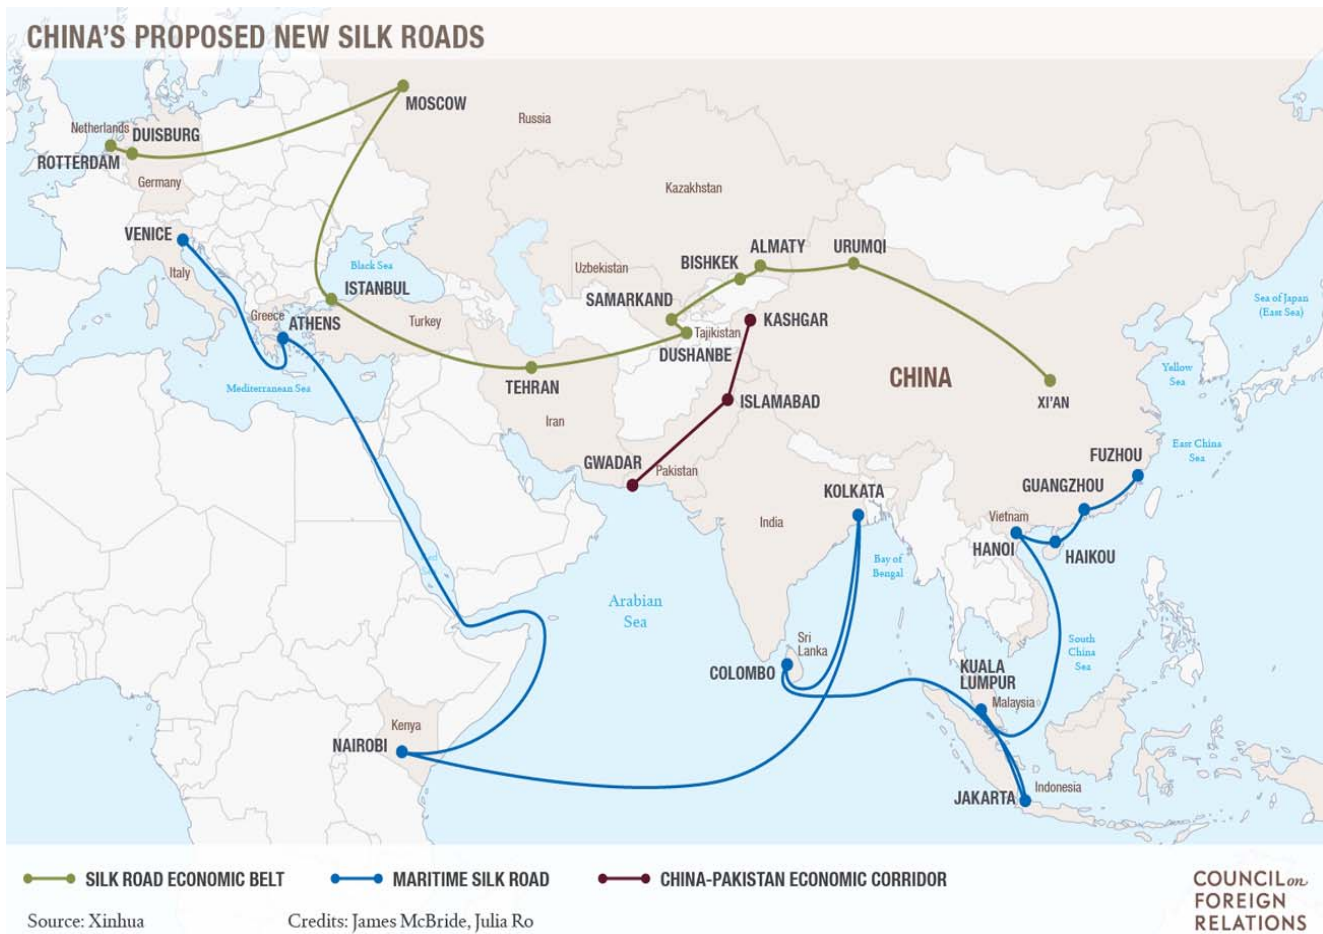 CHINA'S PROPOSED NEW SILK ROADS
MOSCOW
Russia
Netherlands
DUISBURG
ROTTERDAM
Germany
Kazakhstan
VENICE
Italy
Black Sea
ISTANBUL
Greece
ATHENS
Turkey
Mediterranean Sea
Uzbekistan
BISHKEK
ALMATY
URUMQI
SAMARKAND
Tajikistan
DUSHANBE
KASHGAR
TEHRAN
Iran
ISLAMABAD
GWADAR
Pakistan
CHINA
XI'AN
Sea of Japan
(East Sea)
Yellow
Sea
East China
Sea
FUZHOU
GUANGZHOU
Vietnam
HANOI
HAIKOU
KOLKATA
India
Bay of
Bengal
Arabian
Sea
Sri
Lanka
COLOMBO
South
China
Sea
KUALA
LUMPUR
Malaysia
Kenya
NAIROBI
JAKARTA
Indonesia
SILK ROAD ECONOMIC BELT
MARITIME SILK ROAD
CHINA-PAKISTAN ECONOMIC CORRIDOR
Source: Xinhua
Credits: James McBride, Julia Ro
COUNCIL on
FOREIGN
RELATIONS